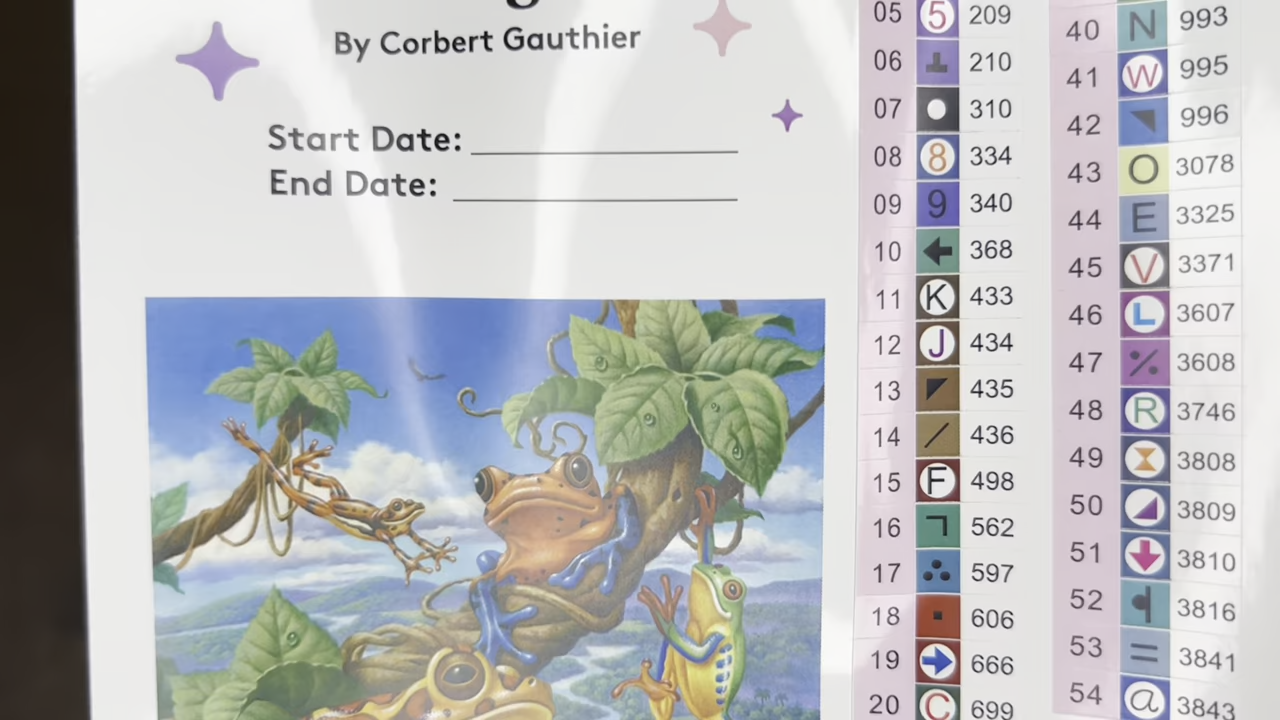 By Corbert Gauthier
Start Date:
End Date:
05 5 209
06 210
07 310
08 8 334
09 9 340
10 368
11 K 433
12 J 434
13 435
14 / 436
15 F 498
16 562
17 597
18 606
19 666
20 C 699
40 N 993
41 W 995
42 996
43 O 3078
44 E 3325
45 V 3371
46 L 3607
47 ٪ 3608
48 R 3746
49 3808
50 3809
51 3810
52 3816
53 = 3841
54 a 3843